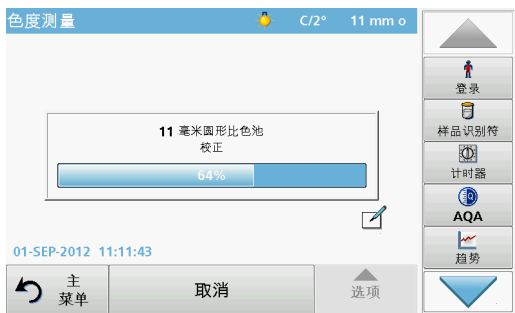 色度测量 C/2° 11 mm o
11 毫米圆形比色池
校正
64%
01-SEP-2012 11:11:43
主
菜单
取消
选项
登录
样品识别符
计时器
AQA
趋势